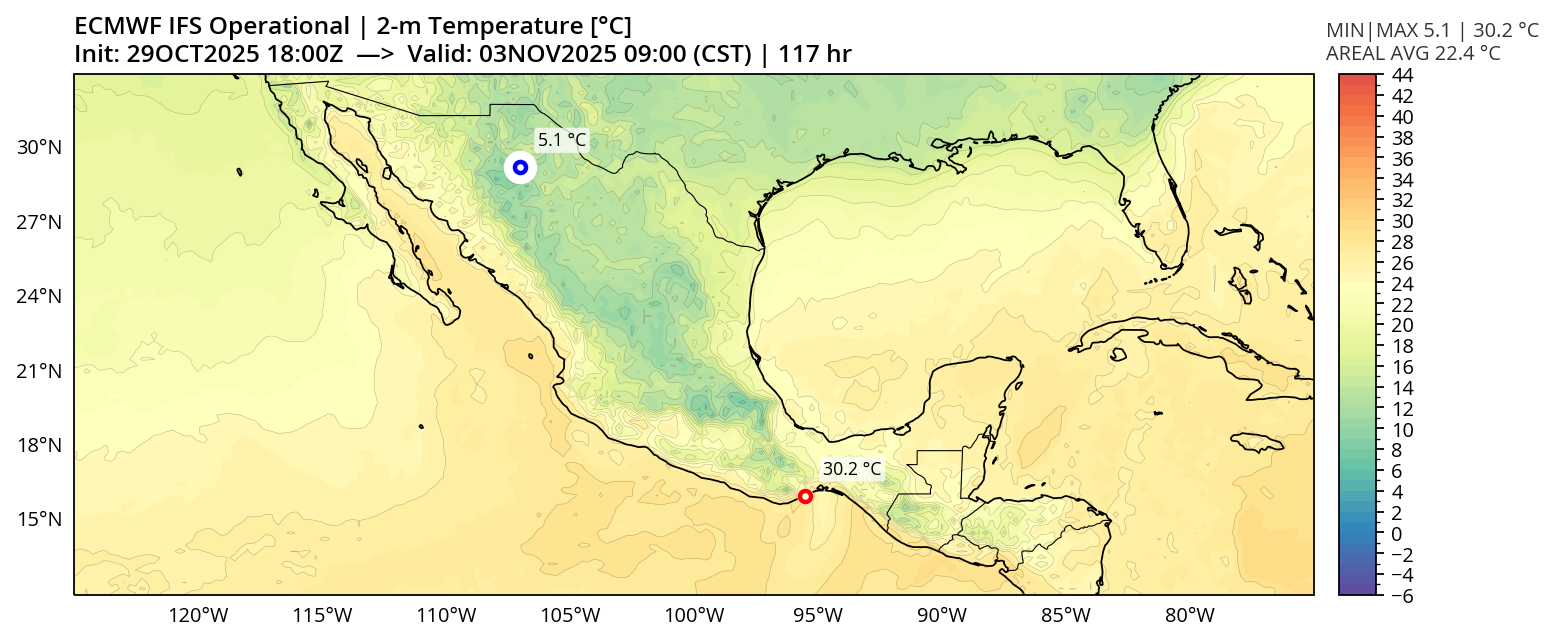 ECMWF IFS Operational | 2-m Temperature [°C]
Init: 29OCT2025 18:00Z —> Valid: 03NOV2025 09:00 (CST) | 117 hr
MIN|MAX 5.1 | 30.2 °C
AREAL AVG 22.4 °C
30°N
27°N
24°N
21°N
18°N
15°N
5.1 °C
30.2 °C
120°W
115°W
110°W
105°W
100°W
95°W
90°W
85°W
80°W
44
42
40
38
36
34
32
30
28
26
24
22
20
18
16
14
12
10
8
6
4
2
0
−2
−4
−6